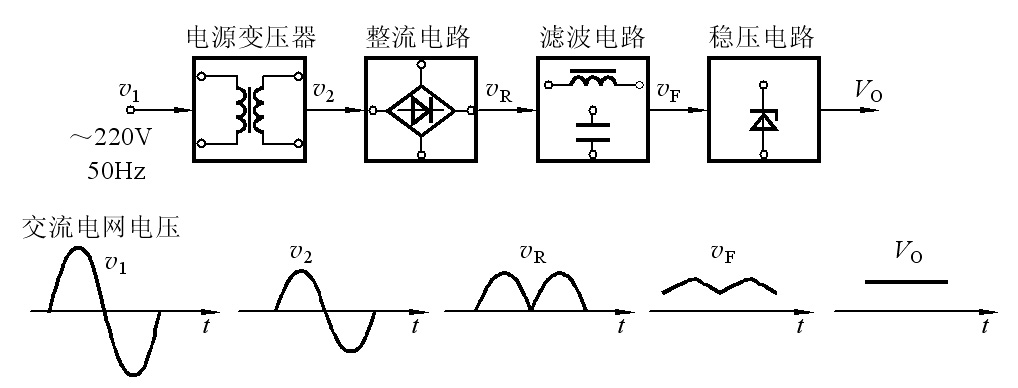 电源变压器 整流电路 滤波电路 稳压电路
v1 v2 vR vF VO
～220V
50Hz
交流电网电压
v1 v2 vR vF VO
t t t t t